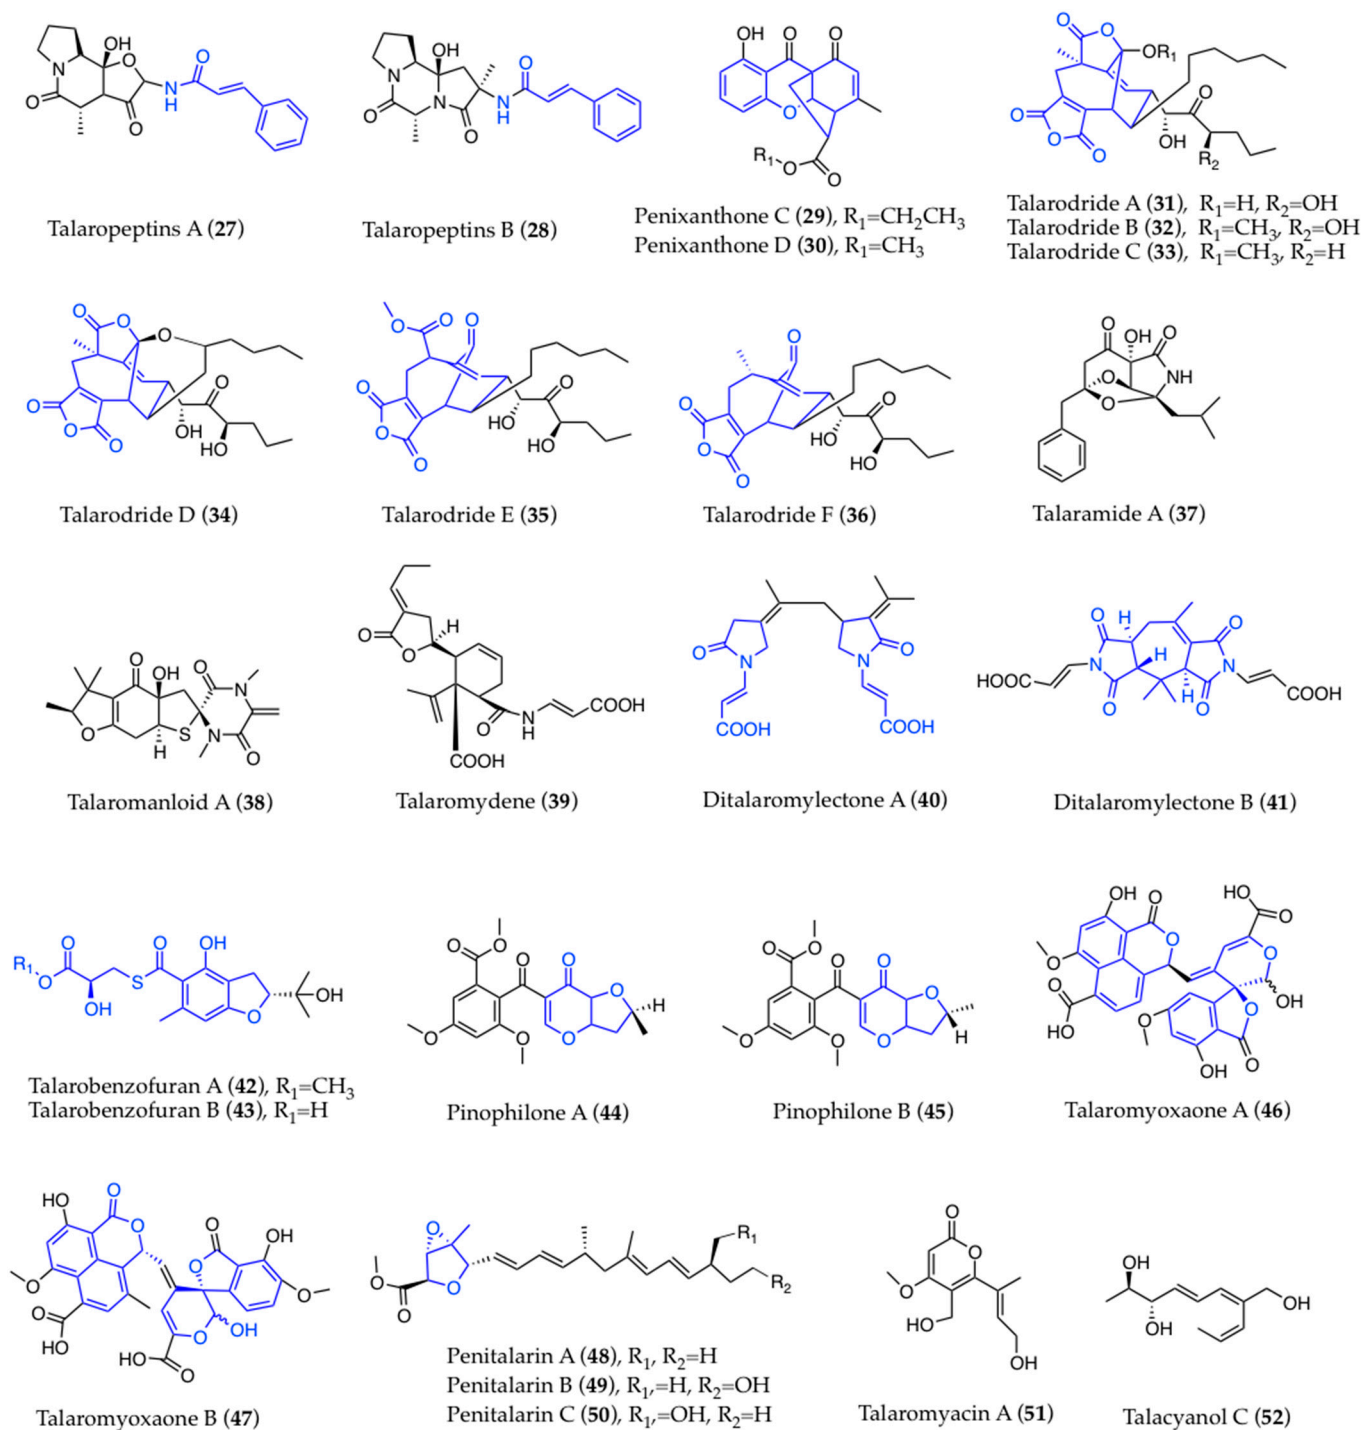 Talaropeptins A (27)
Talaropeptins B (28)
Penixanthone C (29), R1=CH2CH3
Penixanthone D (30), R1=CH3
Talarodride A (31), R1=H, R2=OH
Talarodride B (32), R1=CH3, R2=OH
Talarodride C (33), R1=CH3, R2=H
Talarodride D (34)
Talarodride E (35)
Talarodride F (36)
Talaramide A (37)
Talaromanloid A (38)
Talaromydene (39)
Ditalaromylectone A (40)
Ditalaromylectone B (41)
Talarobenzofuran A (42), R1=CH3
Talarobenzofuran B (43), R1=H
Pinophilone A (44)
Pinophilone B (45)
Talaromyoxaone A (46)
Talaromyoxaone B (47)
Penitalarin A (48), R1, R2=H
Penitalarin B (49), R1,=H, R2=OH
Penitalarin C (50), R1,=OH, R2=H
Talaromyacin A (51)
Talacyanol C (52)